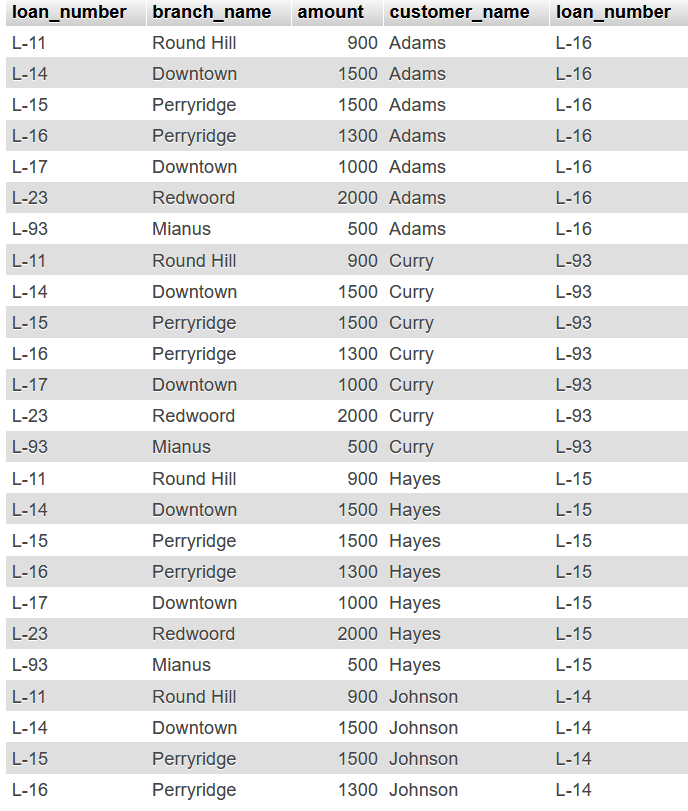 loan_number branch_name amount customer_name loan_number
L-11 Round Hill 900 Adams L-16
L-14 Downtown 1500 Adams L-16
L-15 Perryridge 1500 Adams L-16
L-16 Perryridge 1300 Adams L-16
L-17 Downtown 1000 Adams L-16
L-23 Redwoord 2000 Adams L-16
L-93 Mianus 500 Adams L-16
L-11 Round Hill 900 Curry L-93
L-14 Downtown 1500 Curry L-93
L-15 Perryridge 1500 Curry L-93
L-16 Perryridge 1300 Curry L-93
L-17 Downtown 1000 Curry L-93
L-23 Redwoord 2000 Curry L-93
L-93 Mianus 500 Curry L-93
L-11 Round Hill 900 Hayes L-15
L-14 Downtown 1500 Hayes L-15
L-15 Perryridge 1500 Hayes L-15
L-16 Perryridge 1300 Hayes L-15
L-17 Downtown 1000 Hayes L-15
L-23 Redwoord 2000 Hayes L-15
L-93 Mianus 500 Hayes L-15
L-11 Round Hill 900 Johnson L-14
L-14 Downtown 1500 Johnson L-14
L-15 Perryridge 1500 Johnson L-14
L-16 Perryridge 1300 Johnson L-14